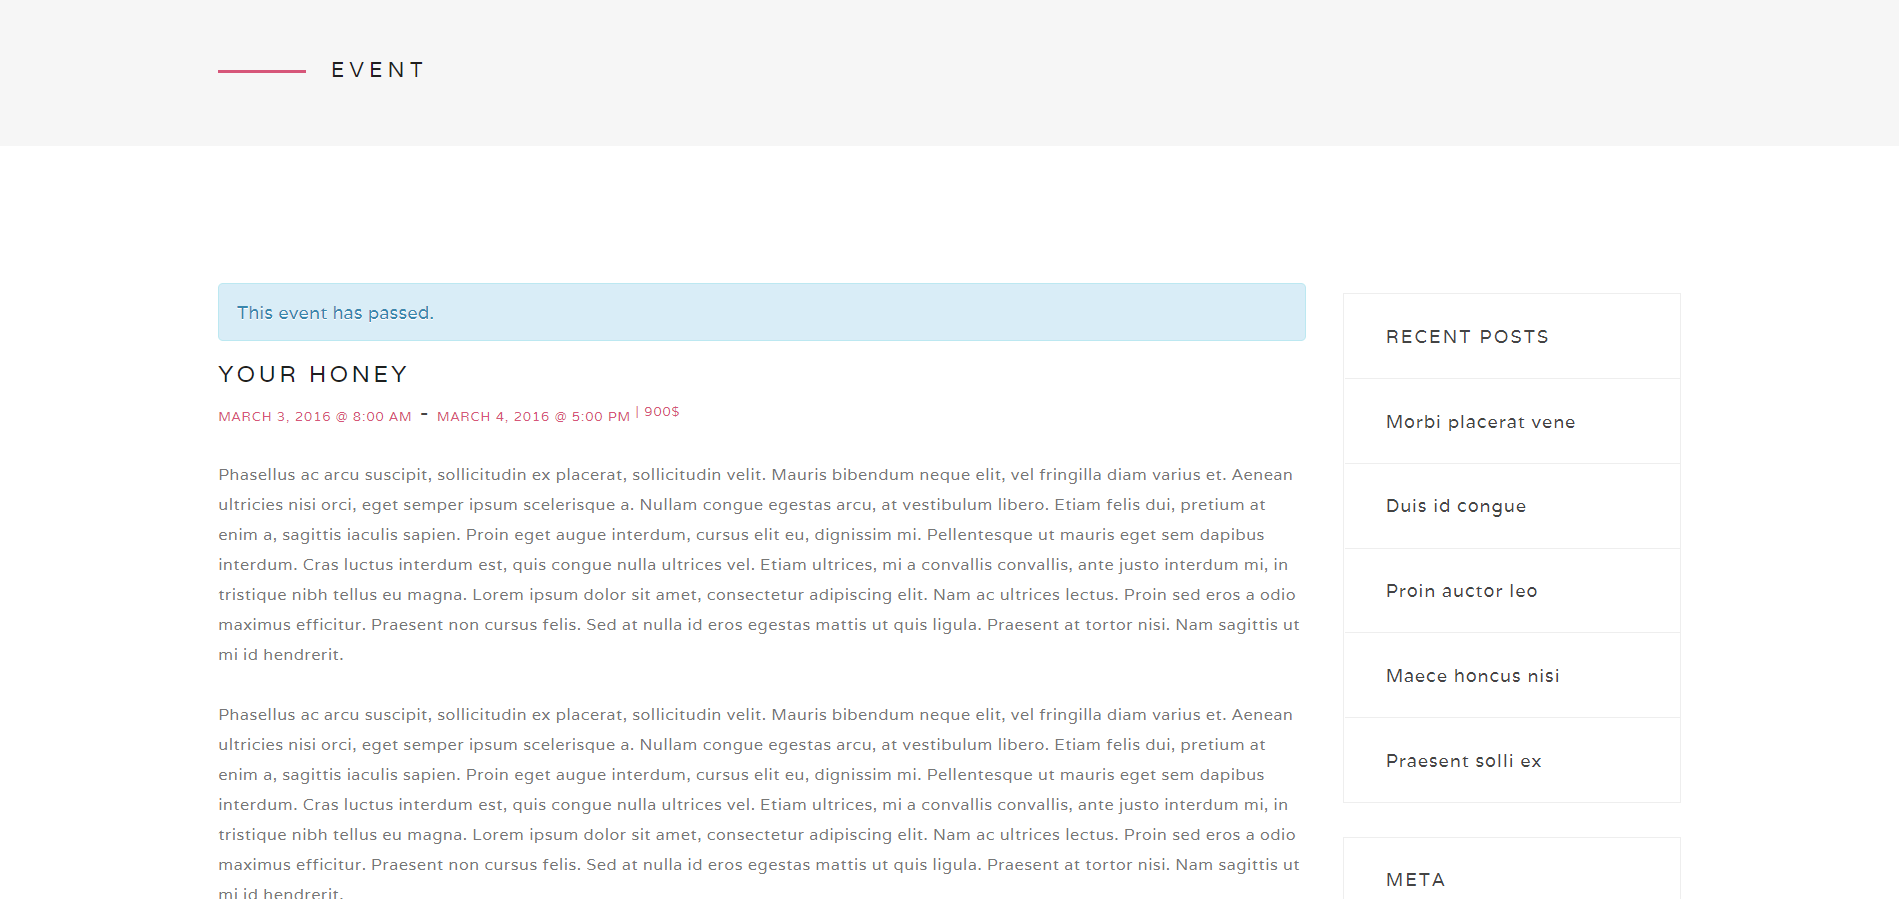 EVENT
This event has passed.
YOUR HONEY
MARCH 3, 2016 @ 8:00 AM - MARCH 4, 2016 @ 5:00 PM | 900$
Phasellus ac arcu suscipit, sollicitudin ex placerat, sollicitudin velit. Mauris bibendum neque elit, vel fringilla diam varius et. Aenean
ultricies nisi orci, eget semper ipsum scelerisque a. Nullam congue egestas arcu, at vestibulum libero. Etiam felis dui, pretium at
enim a, sagittis iaculis sapien. Proin eget augue interdum, cursus elit eu, dignissim mi. Pellentesque ut mauris eget sem dapibus
interdum. Cras luctus interdum est, quis congue nulla ultrices vel. Etiam ultrices, mi a convallis convallis, ante justo interdum mi, in
tristique nibh tellus eu magna. Lorem ipsum dolor sit amet, consectetur adipiscing elit. Nam ac ultrices lectus. Proin sed eros a odio
maximus efficitur. Praesent non cursus felis. Sed at nulla id eros egestas mattis ut quis ligula. Praesent at tortor nisi. Nam sagittis ut
mi id hendrerit.
Phasellus ac arcu suscipit, sollicitudin ex placerat, sollicitudin velit. Mauris bibendum neque elit, vel fringilla diam varius et. Aenean
ultricies nisi orci, eget semper ipsum scelerisque a. Nullam congue egestas arcu, at vestibulum libero. Etiam felis dui, pretium at
enim a, sagittis iaculis sapien. Proin eget augue interdum, cursus elit eu, dignissim mi. Pellentesque ut mauris eget sem dapibus
interdum. Cras luctus interdum est, quis congue nulla ultrices vel. Etiam ultrices, mi a convallis convallis, ante justo interdum mi, in
tristique nibh tellus eu magna. Lorem ipsum dolor sit amet, consectetur adipiscing elit. Nam ac ultrices lectus. Proin sed eros a odio
maximus efficitur. Praesent non cursus felis. Sed at nulla id eros egestas mattis ut quis ligula. Praesent at tortor nisi. Nam sagittis ut
mi id hendrerit.
RECENT POSTS
Morbi placerat vene
Duis id congue
Proin auctor leo
Maece honcus nisi
Praesent solli ex
META